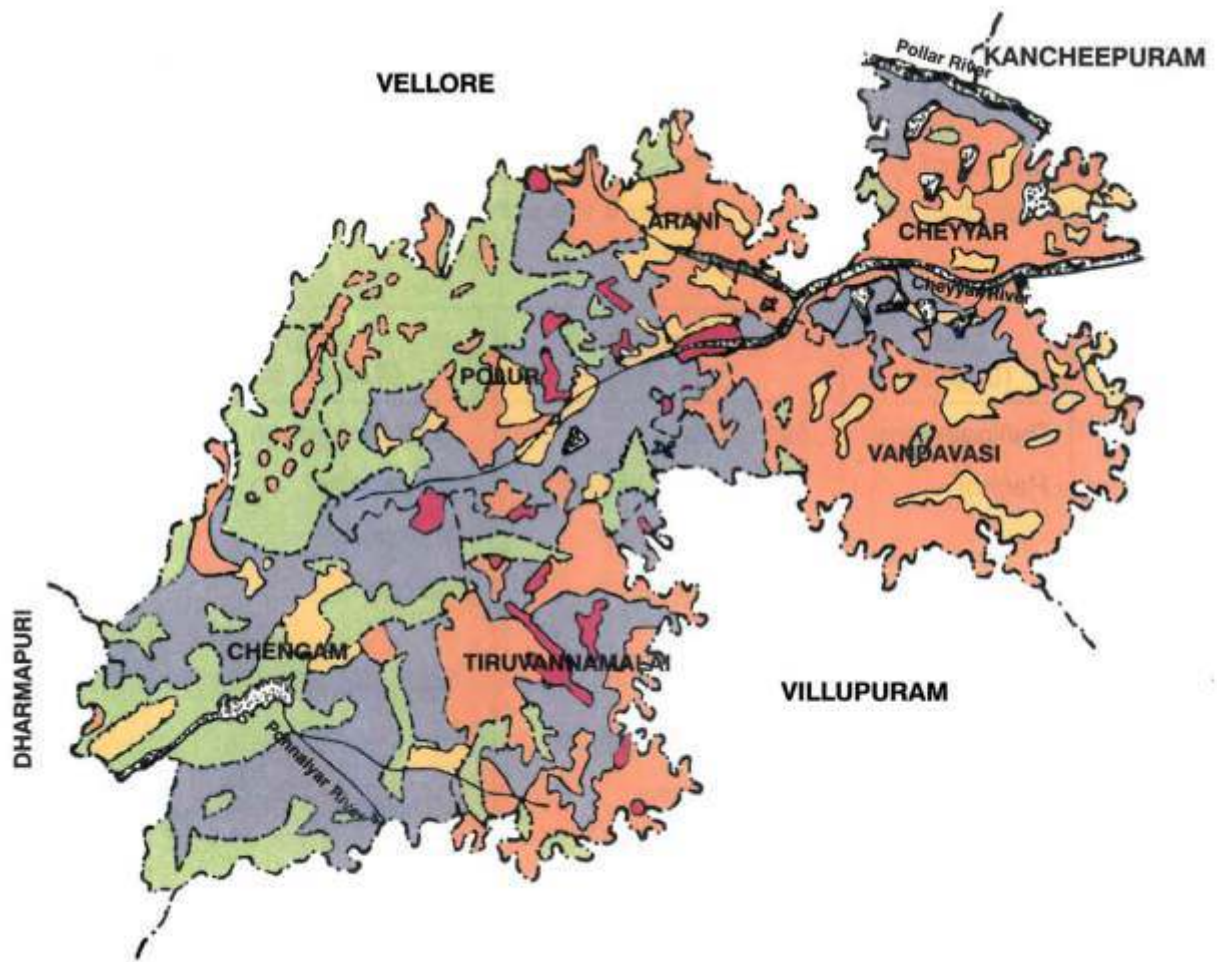 Pollar River
KANCHEEPURAM
VELLORE
ARANI
CHEYYAR
Cheyyar River
POLUR
VANDAVASI
CHENGAM
TIRUVANNAMALAI
DHARMAPURI
VILLUPURAM
Ponnaiyar River